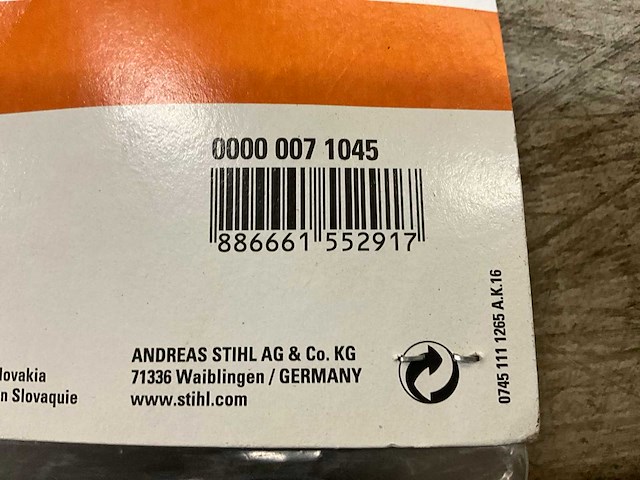 0000 007 1045
886661 552917
ANDREAS STIHL AG & Co. KG
71336 Waiblingen / GERMANY
www.stihl.com
lovakia
n Slovaquie
0745 111 1265 A.K.16